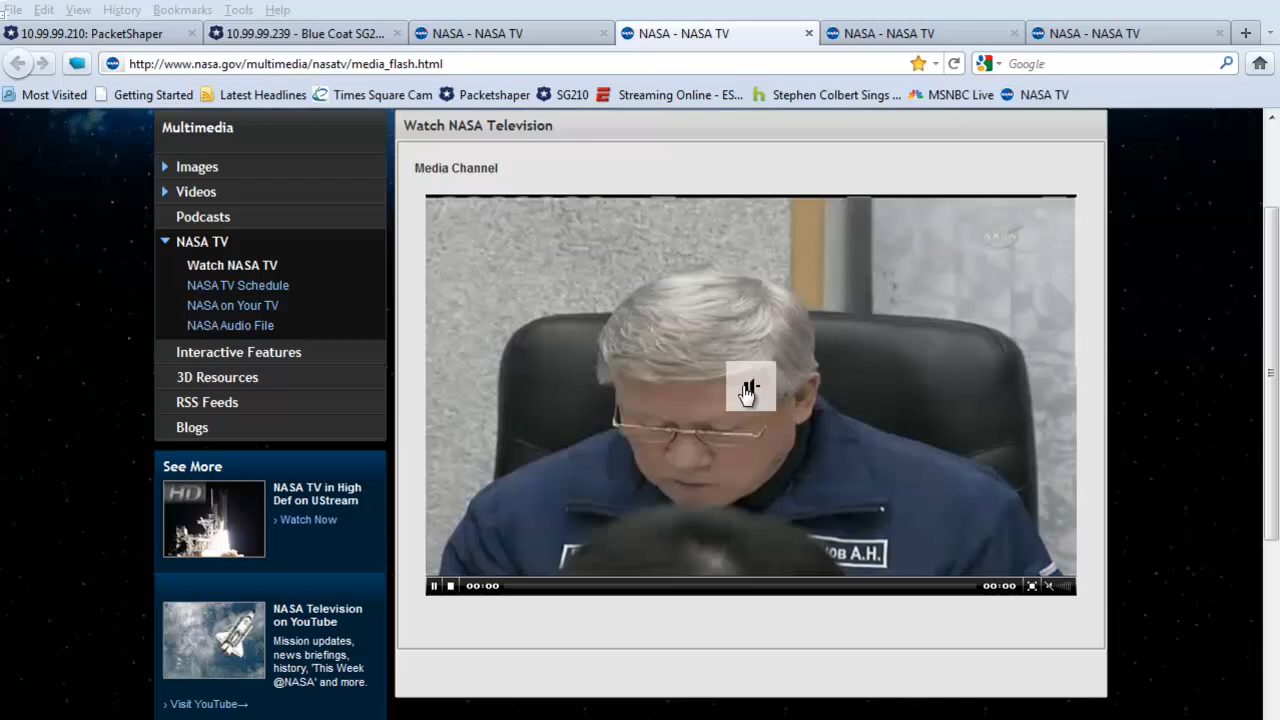 File Edit View History Bookmarks Tools Help
10.99.99.210: PacketShaper × 10.99.99.239 - Blue Coat SG2... × NASA - NASA TV × NASA - NASA TV × NASA - NASA TV × NASA - NASA TV × +
http://www.nasa.gov/multimedia/nasatv/media_flash.html Google
Most Visited Getting Started Latest Headlines Times Square Cam Packetshaper SG210 Streaming Online - ES... Stephen Colbert Sings ... MSNBC Live NASA TV
Multimedia
Images
Videos
Podcasts
NASA TV
Watch NASA TV
NASA TV Schedule
NASA on Your TV
NASA Audio File
Interactive Features
3D Resources
RSS Feeds
Blogs
See More
HD
NASA TV in High
Def on UStream
› Watch Now
NASA Television
on YouTube
Mission updates,
news briefings,
history, 'This Week
@NASA' and more.
› Visit YouTube→
Watch NASA Television
Media Channel
NASA
ов А.Н.
00:00 00:00